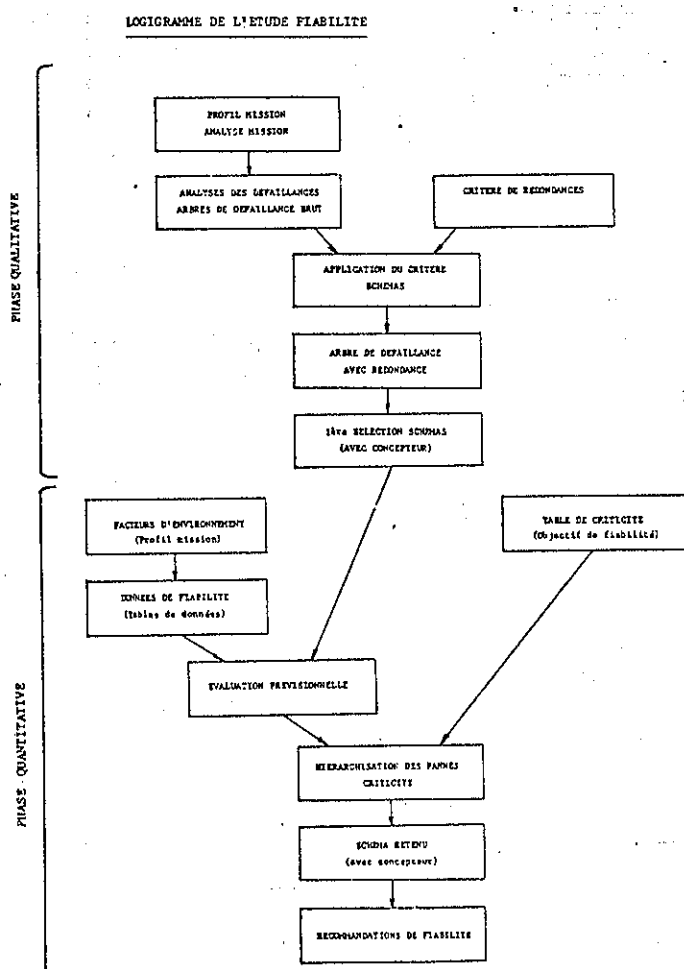 LOGIGRAMME DE L'ETUDE FIABILITE
PHASE QUALITATIVE
PROFIL MISSION
ANALYSE MISSION
ANALYSES DES DEFAILLANCES
ARBRES DE DEFAILLANCE BRUT
CRITERE DE REDONDANCES
APPLICATION DU CRITERE
SCHEMAS
ARBRE DE DEFAILLANCE
AVEC REDONDANCE
1ère SELECTION SCHEMAS
(AVEC CONCEPTEUR)
PHASE - QUANTITATIVE
FACTEURS D'ENVIRONNEMENT
(Profil mission)
TABLE DE CRITICITE
(Objectif de fiabilité)
DONNEES DE FIABILITE
(Tables de données)
EVALUATION PREVISIONNELLE
HIERARCHISATION DES PANNES
CRITICITE
SCHEMA RETENU
(avec concepteur)
RECOMMANDATIONS DE FIABILITE